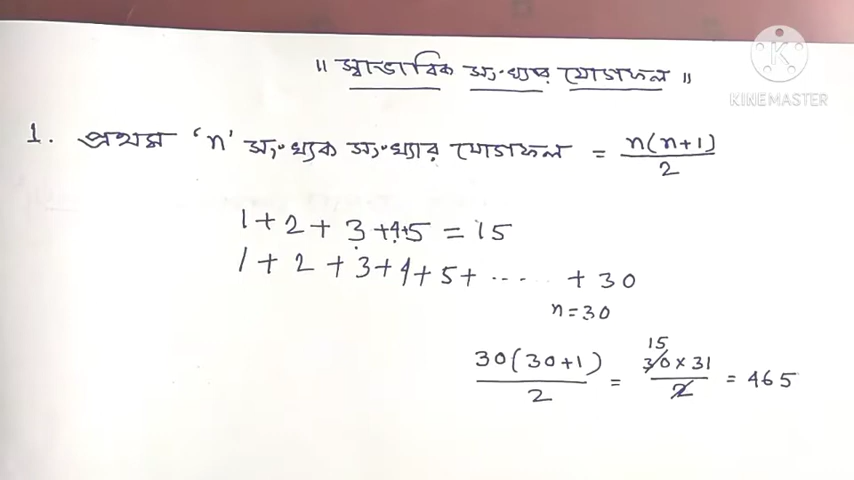 ॥ স্বাভাবিক সংখ্যার যোগফল ॥
KINEMASTER
1. প্রথম 'n' সংখ্যক সংখ্যার যোগফল = n(n+1)/2
1 + 2 + 3 + 4 + 5 = 15
1 + 2 + 3 + 4 + 5 + ..... + 30
n = 30
30(30+1)/2 = 15 30 × 31/2 = 465